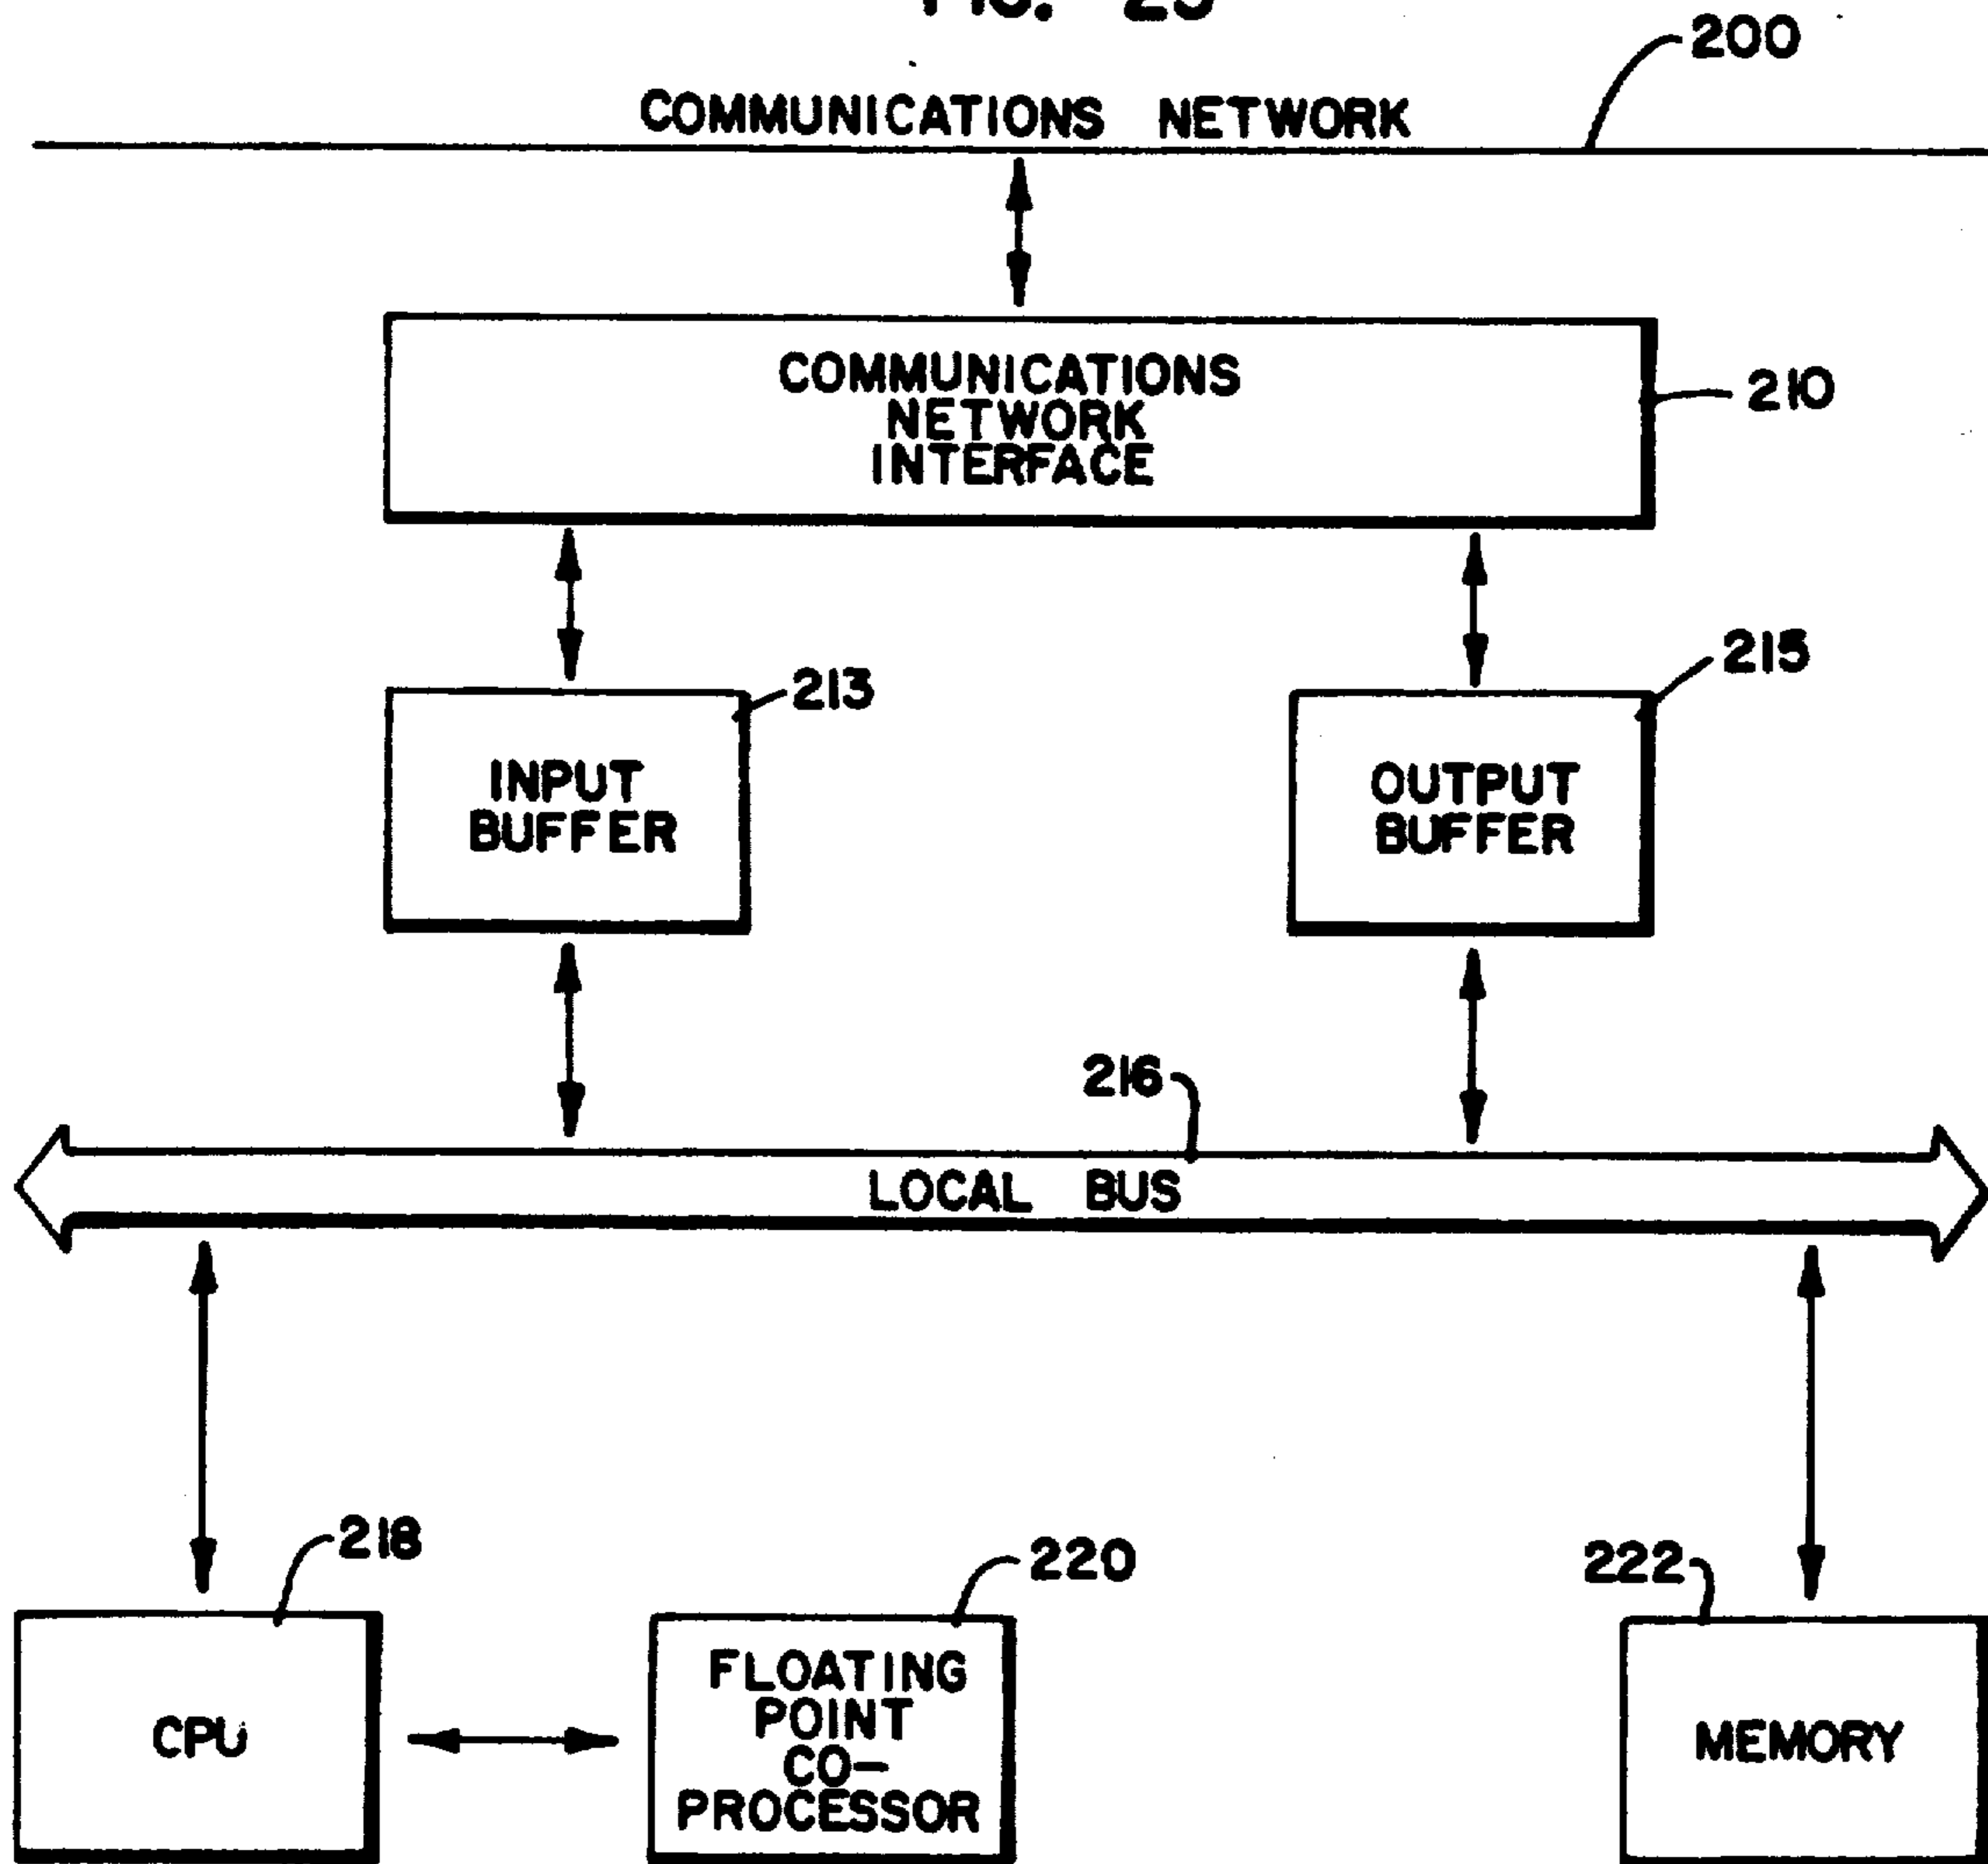 200
COMMUNICATIONS NETWORK
COMMUNICATIONS
NETWORK
INTERFACE
210
213
215
INPUT
BUFFER
OUTPUT
BUFFER
216
LOCAL BUS
218
220
222
CPU
FLOATING
POINT
CO-
PROCESSOR
MEMORY